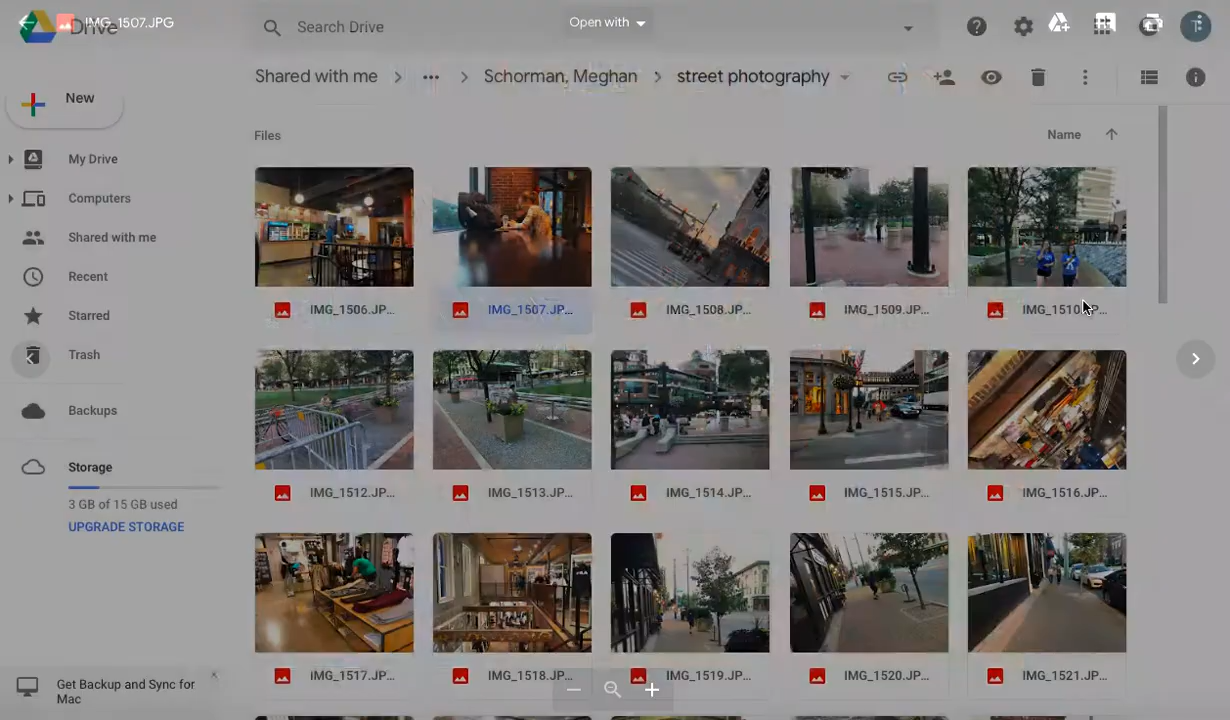 IMG_1507.JPG
Drive
Search Drive
Open with
Shared with me
Schorman, Meghan
street photography
New
My Drive
Computers
Shared with me
Recent
Starred
Trash
Backups
Storage
3 GB of 15 GB used
UPGRADE STORAGE
Get Backup and Sync for
Mac
Files
Name
IMG_1506.JP...
IMG_1507.JP...
IMG_1508.JP...
IMG_1509.JP...
IMG_1510.JP...
IMG_1512.JP...
IMG_1513.JP...
IMG_1514.JP...
IMG_1515.JP...
IMG_1516.JP...
IMG_1517.JP...
IMG_1518.JP...
IMG_1519.JP...
IMG_1520.JP...
IMG_1521.JP...